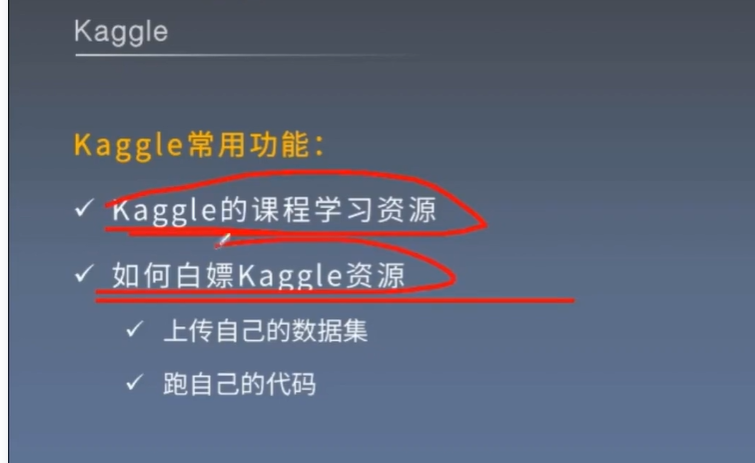 Kaggle
Kaggle常用功能：
✓ Kaggle的课程学习资源
✓ 如何白嫖Kaggle资源
✓ 上传自己的数据集
✓ 跑自己的代码